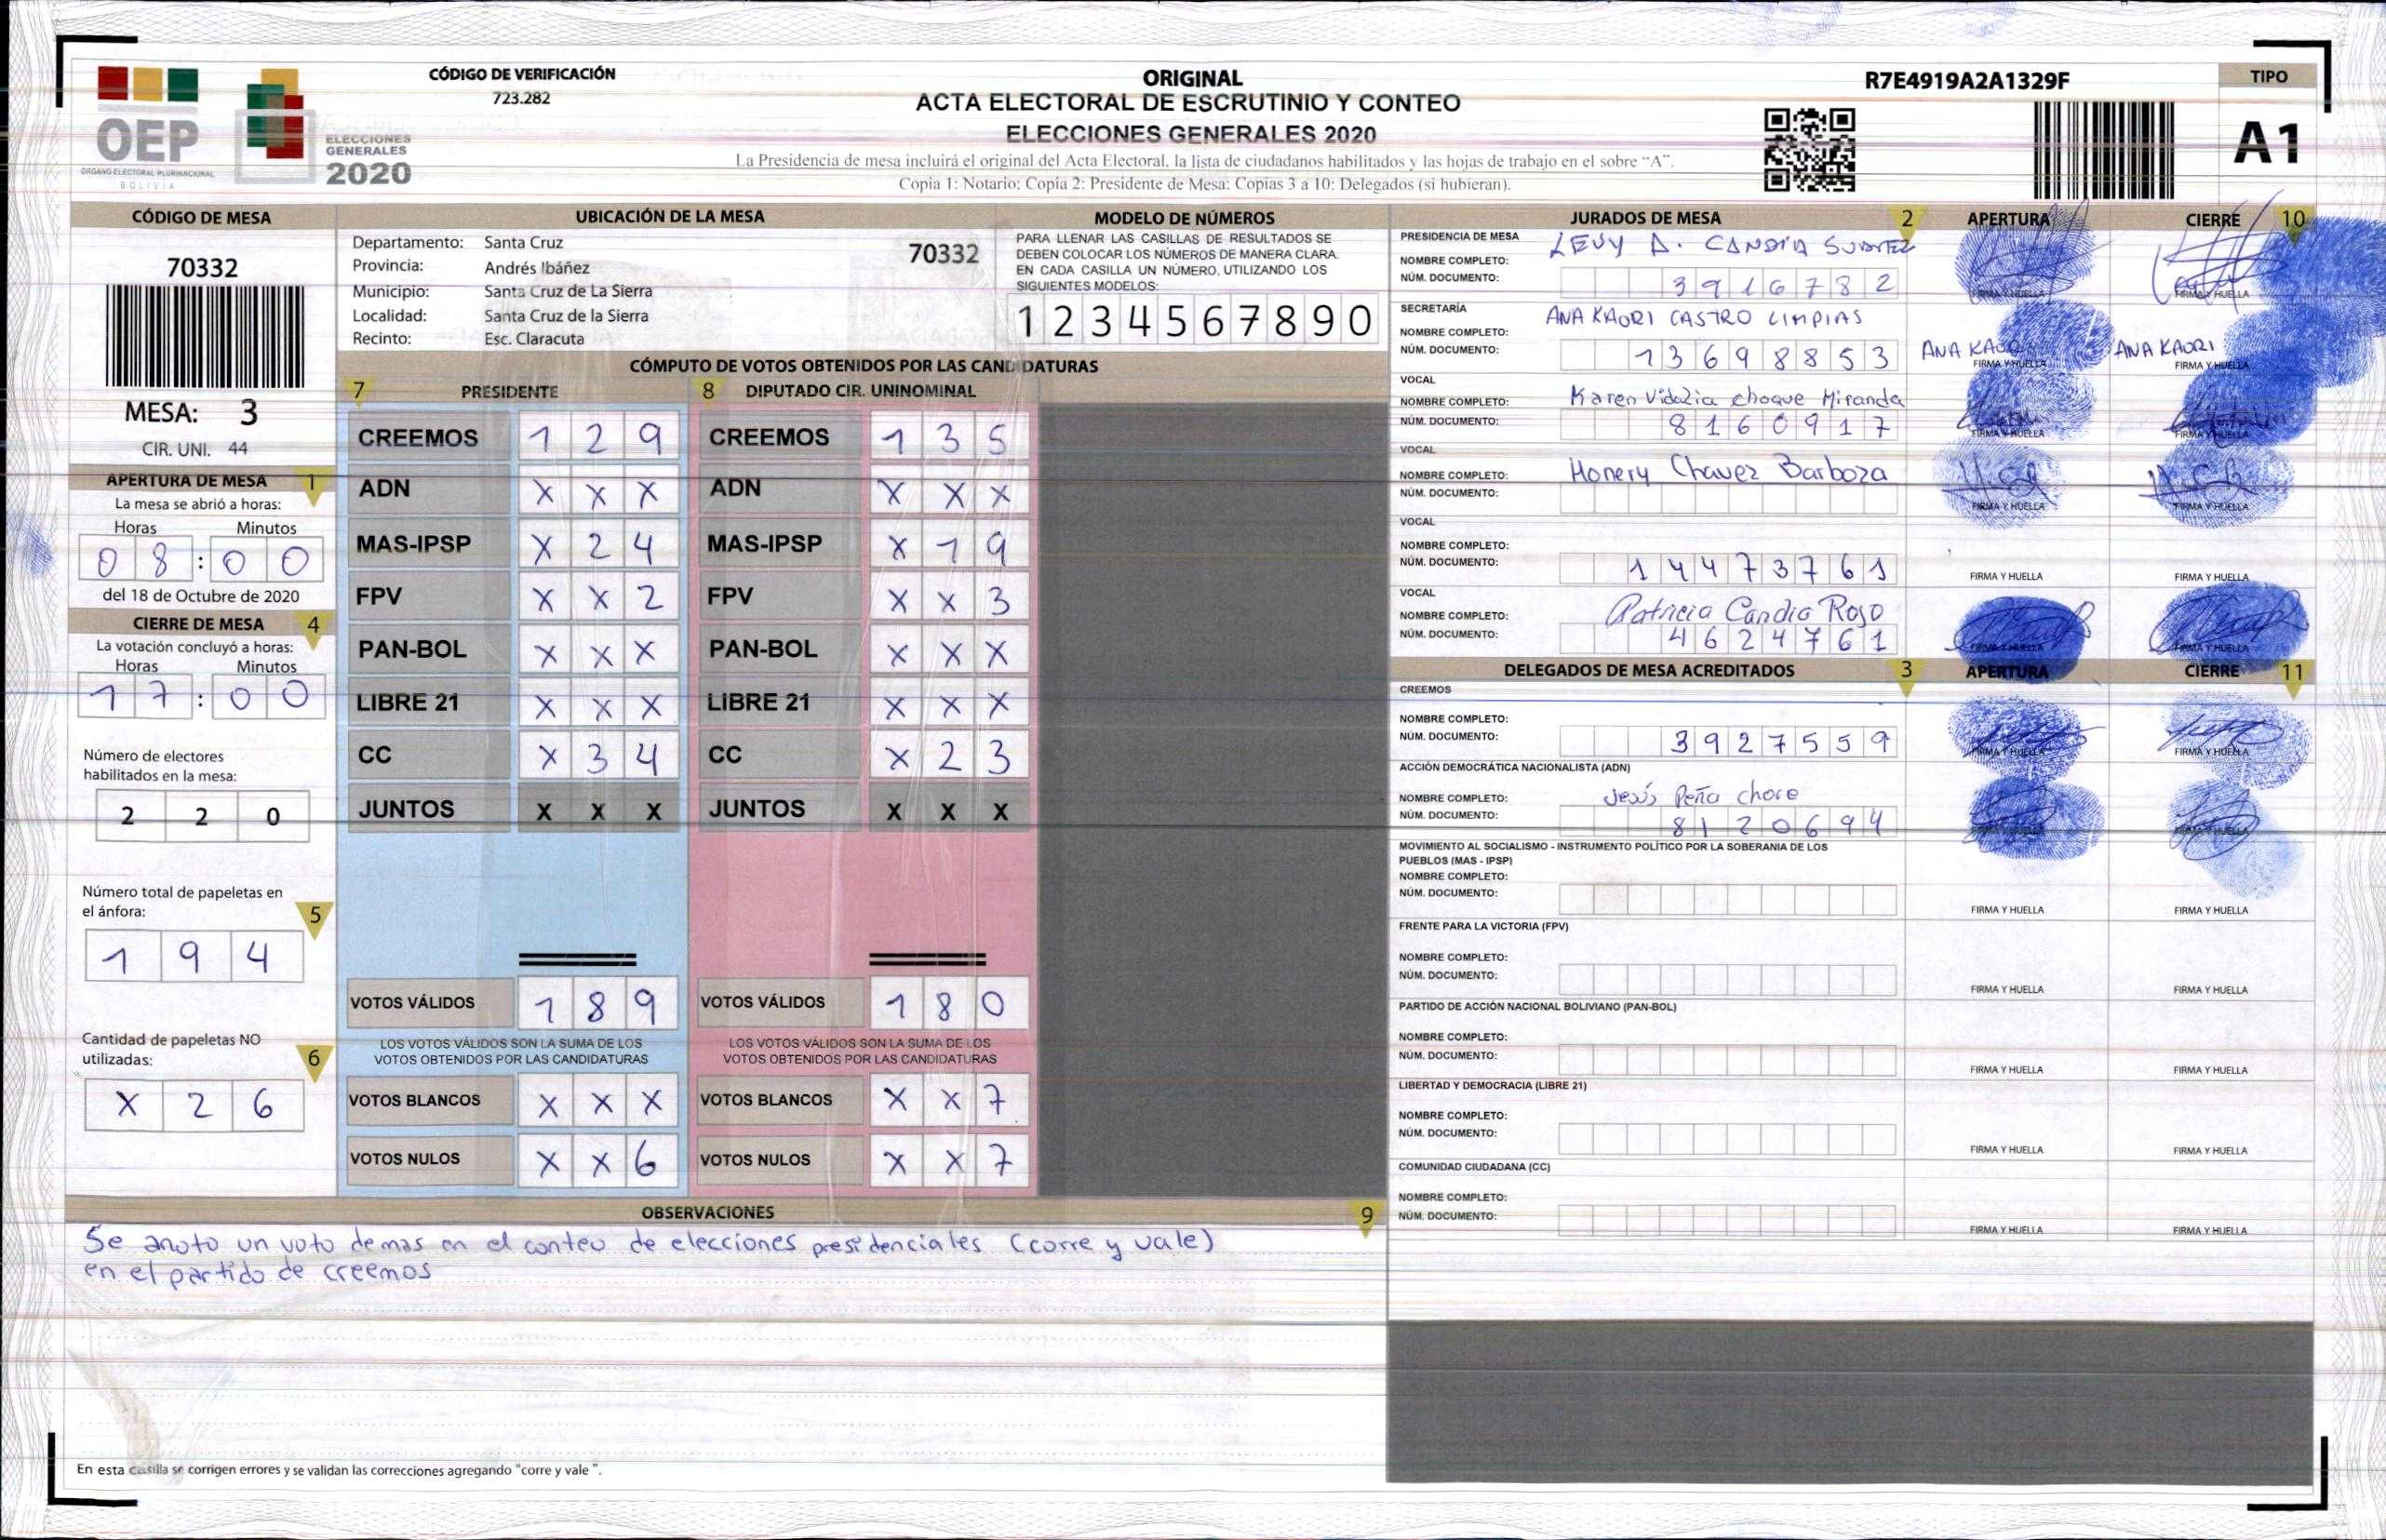 CÓDIGO DE VERIFICACIÓN
723.282
OEP
ÓRGANO ELECTORAL PLURINACIONAL
BOLIVIA
ELECCIONES
GENERALES
2020
ORIGINAL
ACTA ELECTORAL DE ESCRUTINIO Y CONTEO
ELECCIONES GENERALES 2020
La Presidencia de mesa incluirá el original del Acta Electoral, la lista de ciudadanos habilitados y las hojas de trabajo en el sobre “A”.
Copia 1: Notario; Copia 2: Presidente de Mesa; Copias 3 a 10: Delegados (si hubieran).
R7E4919A2A1329F
TIPO
A1
CÓDIGO DE MESA
70332
MESA: 3
CIR. UNI. 44
APERTURA DE MESA 1
La mesa se abrió a horas:
Horas Minutos
0 8 : 0 0
del 18 de Octubre de 2020
CIERRE DE MESA 4
La votación concluyó a horas:
Horas Minutos
1 7 : 0 0
Número de electores
habilitados en la mesa:
2 2 0
Número total de papeletas en
el ánfora: 5
1 9 4
Cantidad de papeletas NO
utilizadas: 6
X 2 6
UBICACIÓN DE LA MESA
Departamento: Santa Cruz 70332
Provincia: Andrés Ibáñez
Municipio: Santa Cruz de La Sierra
Localidad: Santa Cruz de la Sierra
Recinto: Esc. Claracuta
MODELO DE NÚMEROS
PARA LLENAR LAS CASILLAS DE RESULTADOS SE
DEBEN COLOCAR LOS NÚMEROS DE MANERA CLARA.
EN CADA CASILLA UN NÚMERO, UTILIZANDO LOS
SIGUIENTES MODELOS:
1 2 3 4 5 6 7 8 9 0
CÓMPUTO DE VOTOS OBTENIDOS POR LAS CANDIDATURAS
7 PRESIDENTE 8 DIPUTADO CIR. UNINOMINAL
CREEMOS 1 2 9 CREEMOS 1 3 5
ADN X X X ADN X X X
MAS-IPSP X 2 4 MAS-IPSP X 1 9
FPV X X 2 FPV X X 3
PAN-BOL X X X PAN-BOL X X X
LIBRE 21 X X X LIBRE 21 X X X
CC X 3 4 CC X 2 3
JUNTOS X X X JUNTOS X X X
VOTOS VÁLIDOS 1 8 9 VOTOS VÁLIDOS 1 8 0
LOS VOTOS VÁLIDOS SON LA SUMA DE LOS LOS VOTOS VÁLIDOS SON LA SUMA DE LOS
VOTOS OBTENIDOS POR LAS CANDIDATURAS VOTOS OBTENIDOS POR LAS CANDIDATURAS
VOTOS BLANCOS X X X VOTOS BLANCOS X X 7
VOTOS NULOS X X 6 VOTOS NULOS X X 7
OBSERVACIONES 9
Se anoto un voto demas en el conteo de elecciones presidenciales (corre y vale)
en el partido de creemos
En esta casilla se corrigen errores y se validan las correcciones agregando "corre y vale ".
JURADOS DE MESA 2 APERTURA CIERRE 10
PRESIDENCIA DE MESA
NOMBRE COMPLETO: LEVY D. CANDIA SUAREZ
NÚM. DOCUMENTO: 3 9 1 6 7 8 2
FIRMA Y HUELLA FIRMA Y HUELLA
SECRETARÍA
NOMBRE COMPLETO: ANA KAORI CASTRO LIMPIAS
NÚM. DOCUMENTO: 1 3 6 9 8 8 5 3
ANA KAORI ANA KAORI
FIRMA Y HUELLA FIRMA Y HUELLA
VOCAL
NOMBRE COMPLETO: Karen Vidalia choque Miranda
NÚM. DOCUMENTO: 8 1 6 0 9 1 7
FIRMA Y HUELLA FIRMA Y HUELLA
VOCAL
NOMBRE COMPLETO: Monery Chavez Barboza
NÚM. DOCUMENTO:
FIRMA Y HUELLA FIRMA Y HUELLA
VOCAL
NOMBRE COMPLETO:
NÚM. DOCUMENTO: 1 4 4 7 3 7 6 1
FIRMA Y HUELLA FIRMA Y HUELLA
VOCAL
NOMBRE COMPLETO: Patricia Candia Rojo
NÚM. DOCUMENTO: 4 6 2 4 7 6 1
FIRMA Y HUELLA FIRMA Y HUELLA
DELEGADOS DE MESA ACREDITADOS 3 APERTURA CIERRE 11
CREEMOS
NOMBRE COMPLETO:
NÚM. DOCUMENTO: 3 9 2 7 5 5 9
FIRMA Y HUELLA FIRMA Y HUELLA
ACCIÓN DEMOCRÁTICA NACIONALISTA (ADN)
NOMBRE COMPLETO: Jesús Peña chore
NÚM. DOCUMENTO: 8 1 2 0 6 9 4
FIRMA Y HUELLA FIRMA Y HUELLA
MOVIMIENTO AL SOCIALISMO - INSTRUMENTO POLÍTICO POR LA SOBERANIA DE LOS
PUEBLOS (MAS - IPSP)
NOMBRE COMPLETO:
NÚM. DOCUMENTO:
FIRMA Y HUELLA FIRMA Y HUELLA
FRENTE PARA LA VICTORIA (FPV)
NOMBRE COMPLETO:
NÚM. DOCUMENTO:
FIRMA Y HUELLA FIRMA Y HUELLA
PARTIDO DE ACCIÓN NACIONAL BOLIVIANO (PAN-BOL)
NOMBRE COMPLETO:
NÚM. DOCUMENTO:
FIRMA Y HUELLA FIRMA Y HUELLA
LIBERTAD Y DEMOCRACIA (LIBRE 21)
NOMBRE COMPLETO:
NÚM. DOCUMENTO:
FIRMA Y HUELLA FIRMA Y HUELLA
COMUNIDAD CIUDADANA (CC)
NOMBRE COMPLETO:
NÚM. DOCUMENTO:
FIRMA Y HUELLA FIRMA Y HUELLA